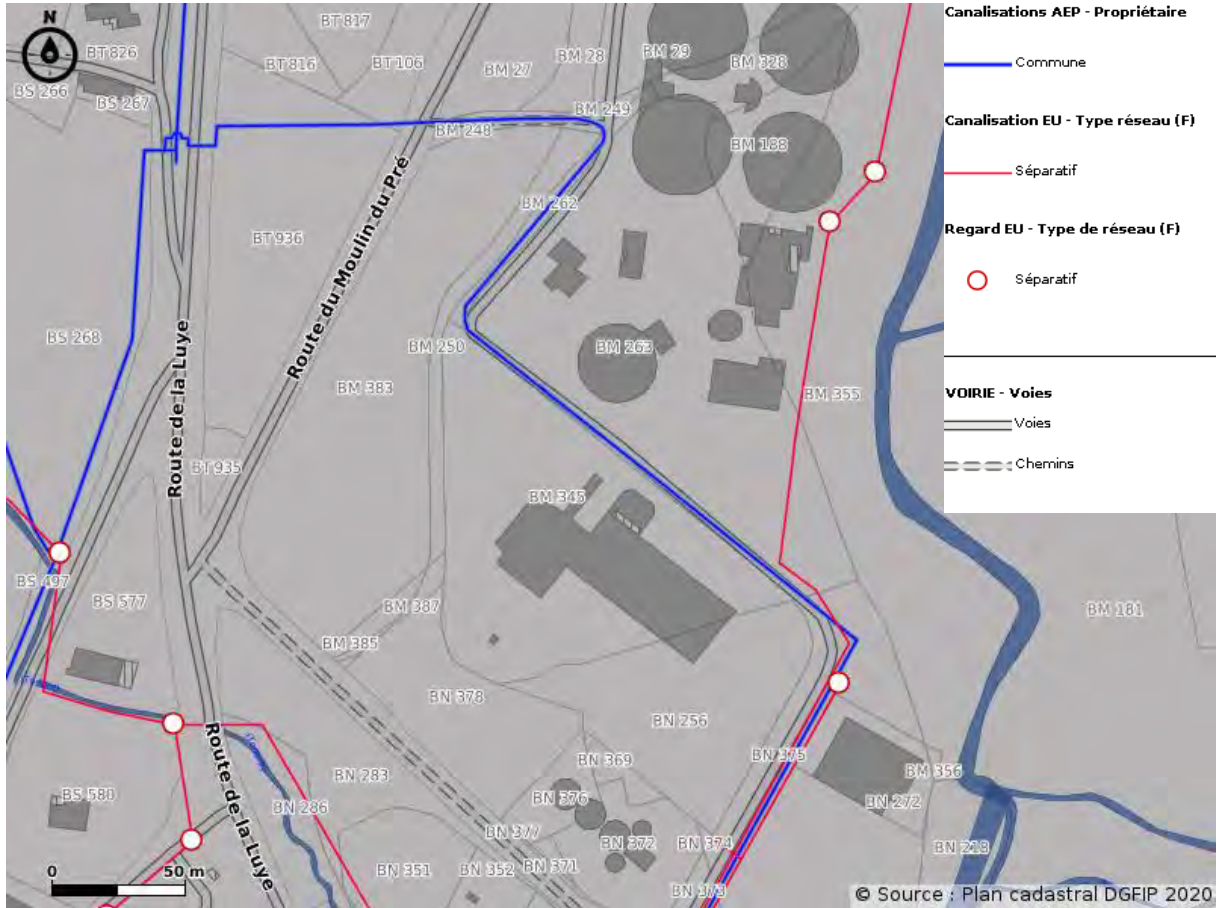 N
BT 817
BT 826
BT 816
BT 106
BM 27
BM 28
BM 29
BM 328
BS 266
BS 267
BM 249
BM 248
BM 188
Route du Moulin du Pré
BM 262
BT 936
BS 268
BM 250
BM 263
BM 383
BM 355
Route de la Luye
BT 935
BM 345
BS 497
BS 577
BM 387
BM 385
BM 181
BN 378
BN 256
BN 375
BN 369
BM 356
BN 283
BS 580
Route de la Luye
BN 286
BN 376
BN 272
BN 377
BN 372
BN 374
BN 218
BN 351
BN 352
BN 371
BN 373
0 50 m
Canalisations AEP - Propriétaire
Commune
Canalisation EU - Type réseau (F)
Séparatif
Regard EU - Type de réseau (F)
Séparatif
VOIRIE - Voies
Voies
Chemins
© Source : Plan cadastral DGFIP 2020